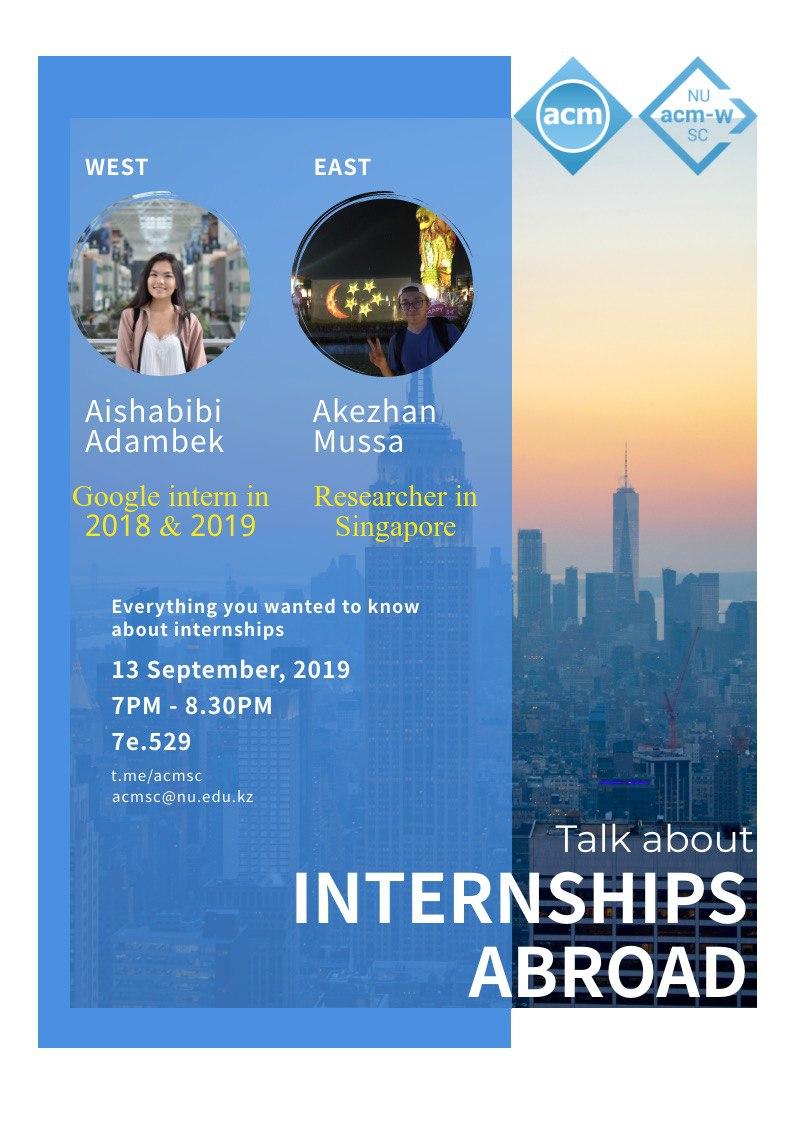 acm
NU
acm-w
SC
WEST
EAST
Aishabibi
Adambek
Akezhan
Mussa
Google intern in
2018 & 2019
Researcher in
Singapore
Everything you wanted to know
about internships
13 September, 2019
7PM - 8.30PM
7e.529
t.me/acmsc
acmsc@nu.edu.kz
Talk about
INTERNSHIPS
ABROAD